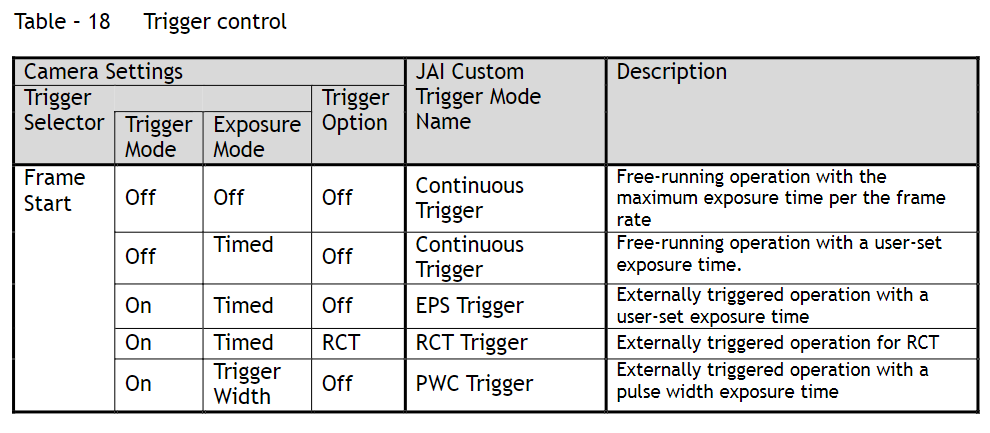 Table – 18 Trigger control
Camera Settings
JAI Custom
Trigger Mode
Name
Description
Trigger
Selector
Trigger
Option
Trigger
Mode
Exposure
Mode
Frame
Start
Off
Off
Off
Continuous
Trigger
Free-running operation with the
maximum exposure time per the frame
rate
Off
Timed
Off
Continuous
Trigger
Free-running operation with a user-set
exposure time.
On
Timed
Off
EPS Trigger
Externally triggered operation with a
user-set exposure time
On
Timed
RCT
RCT Trigger
Externally triggered operation for RCT
On
Trigger
Width
Off
PWC Trigger
Externally triggered operation with a
pulse width exposure time